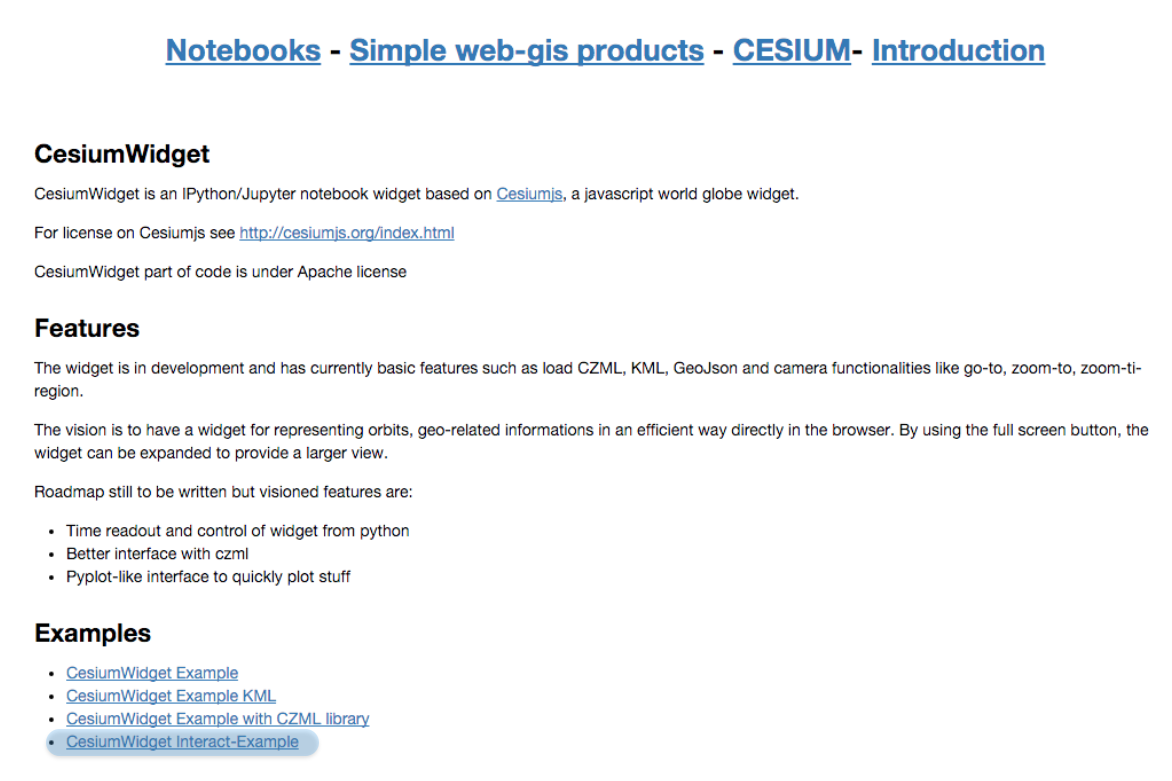 Notebooks - Simple web-gis products - CESIUM- Introduction
CesiumWidget
CesiumWidget is an IPython/Jupyter notebook widget based on Cesiumjs, a javascript world globe widget.
For license on Cesiumjs see http://cesiumjs.org/index.html
CesiumWidget part of code is under Apache license
Features
The widget is in development and has currently basic features such as load CZML, KML, GeoJson and camera functionalities like go-to, zoom-to, zoom-ti-
region.
The vision is to have a widget for representing orbits, geo-related informations in an efficient way directly in the browser. By using the full screen button, the
widget can be expanded to provide a larger view.
Roadmap still to be written but visioned features are:
• Time readout and control of widget from python
• Better interface with czml
• Pyplot-like interface to quickly plot stuff
Examples
• CesiumWidget Example
• CesiumWidget Example KML
• CesiumWidget Example with CZML library
• CesiumWidget Interact-Example